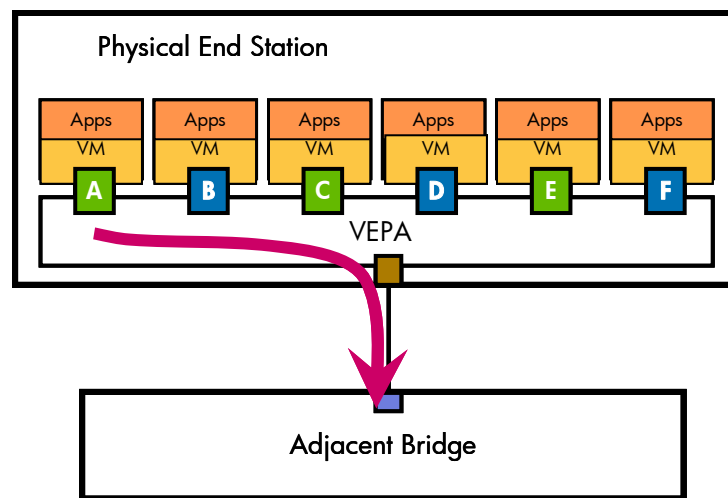 Physical End Station
Apps Apps Apps Apps Apps Apps
VM VM VM VM VM VM
A B C D E F
VEPA
Adjacent Bridge